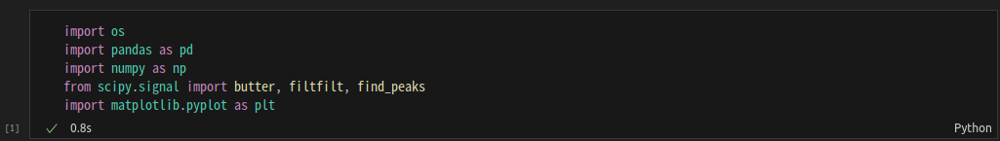 import os
import pandas as pd
import numpy as np
from scipy.signal import butter, filtfilt, find_peaks
import matplotlib.pyplot as plt
[1] ✓ 0.8s Python